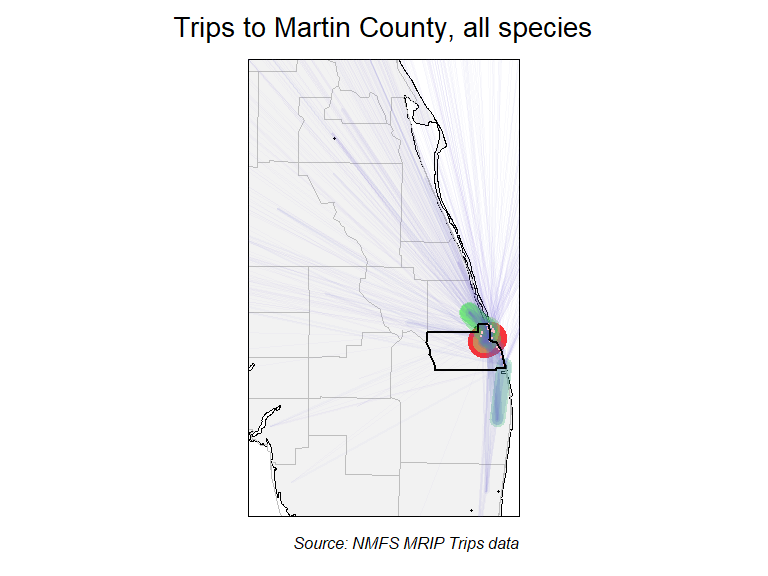 Trips to Martin County, all species
Source: NMFS MRIP Trips data